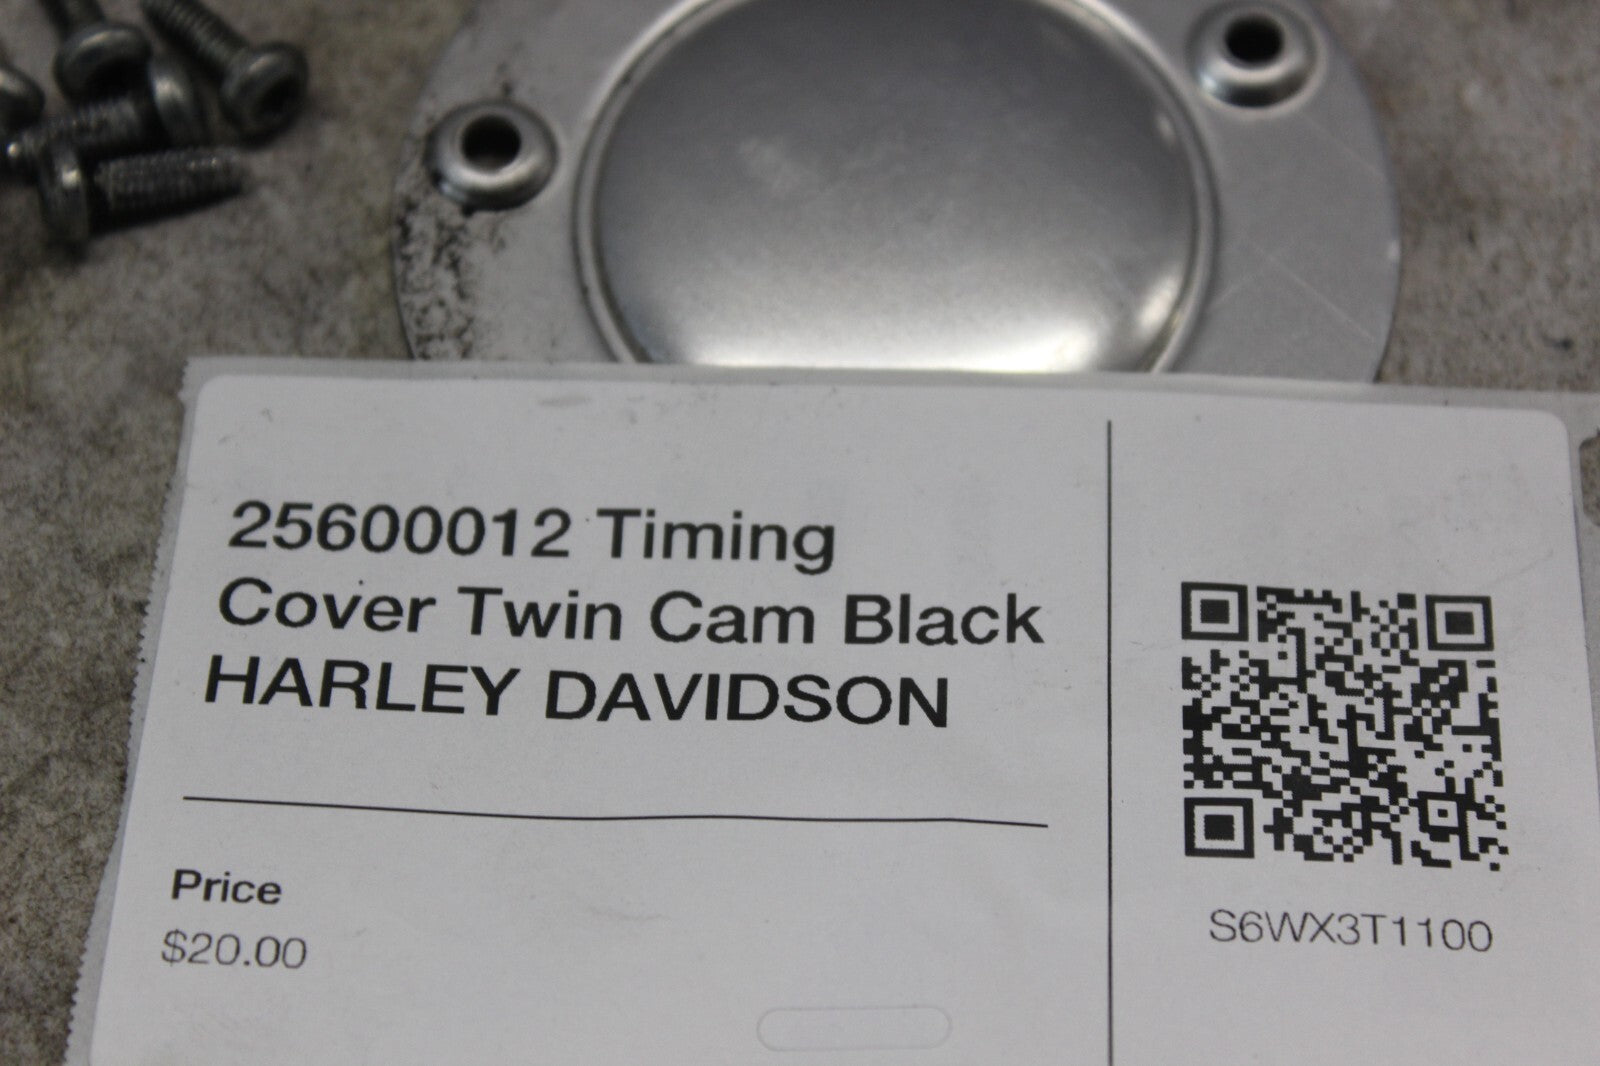 25600012 Timing
Cover Twin Cam Black
HARLEY DAVIDSON
Price
$20.00
S6WX3T1100